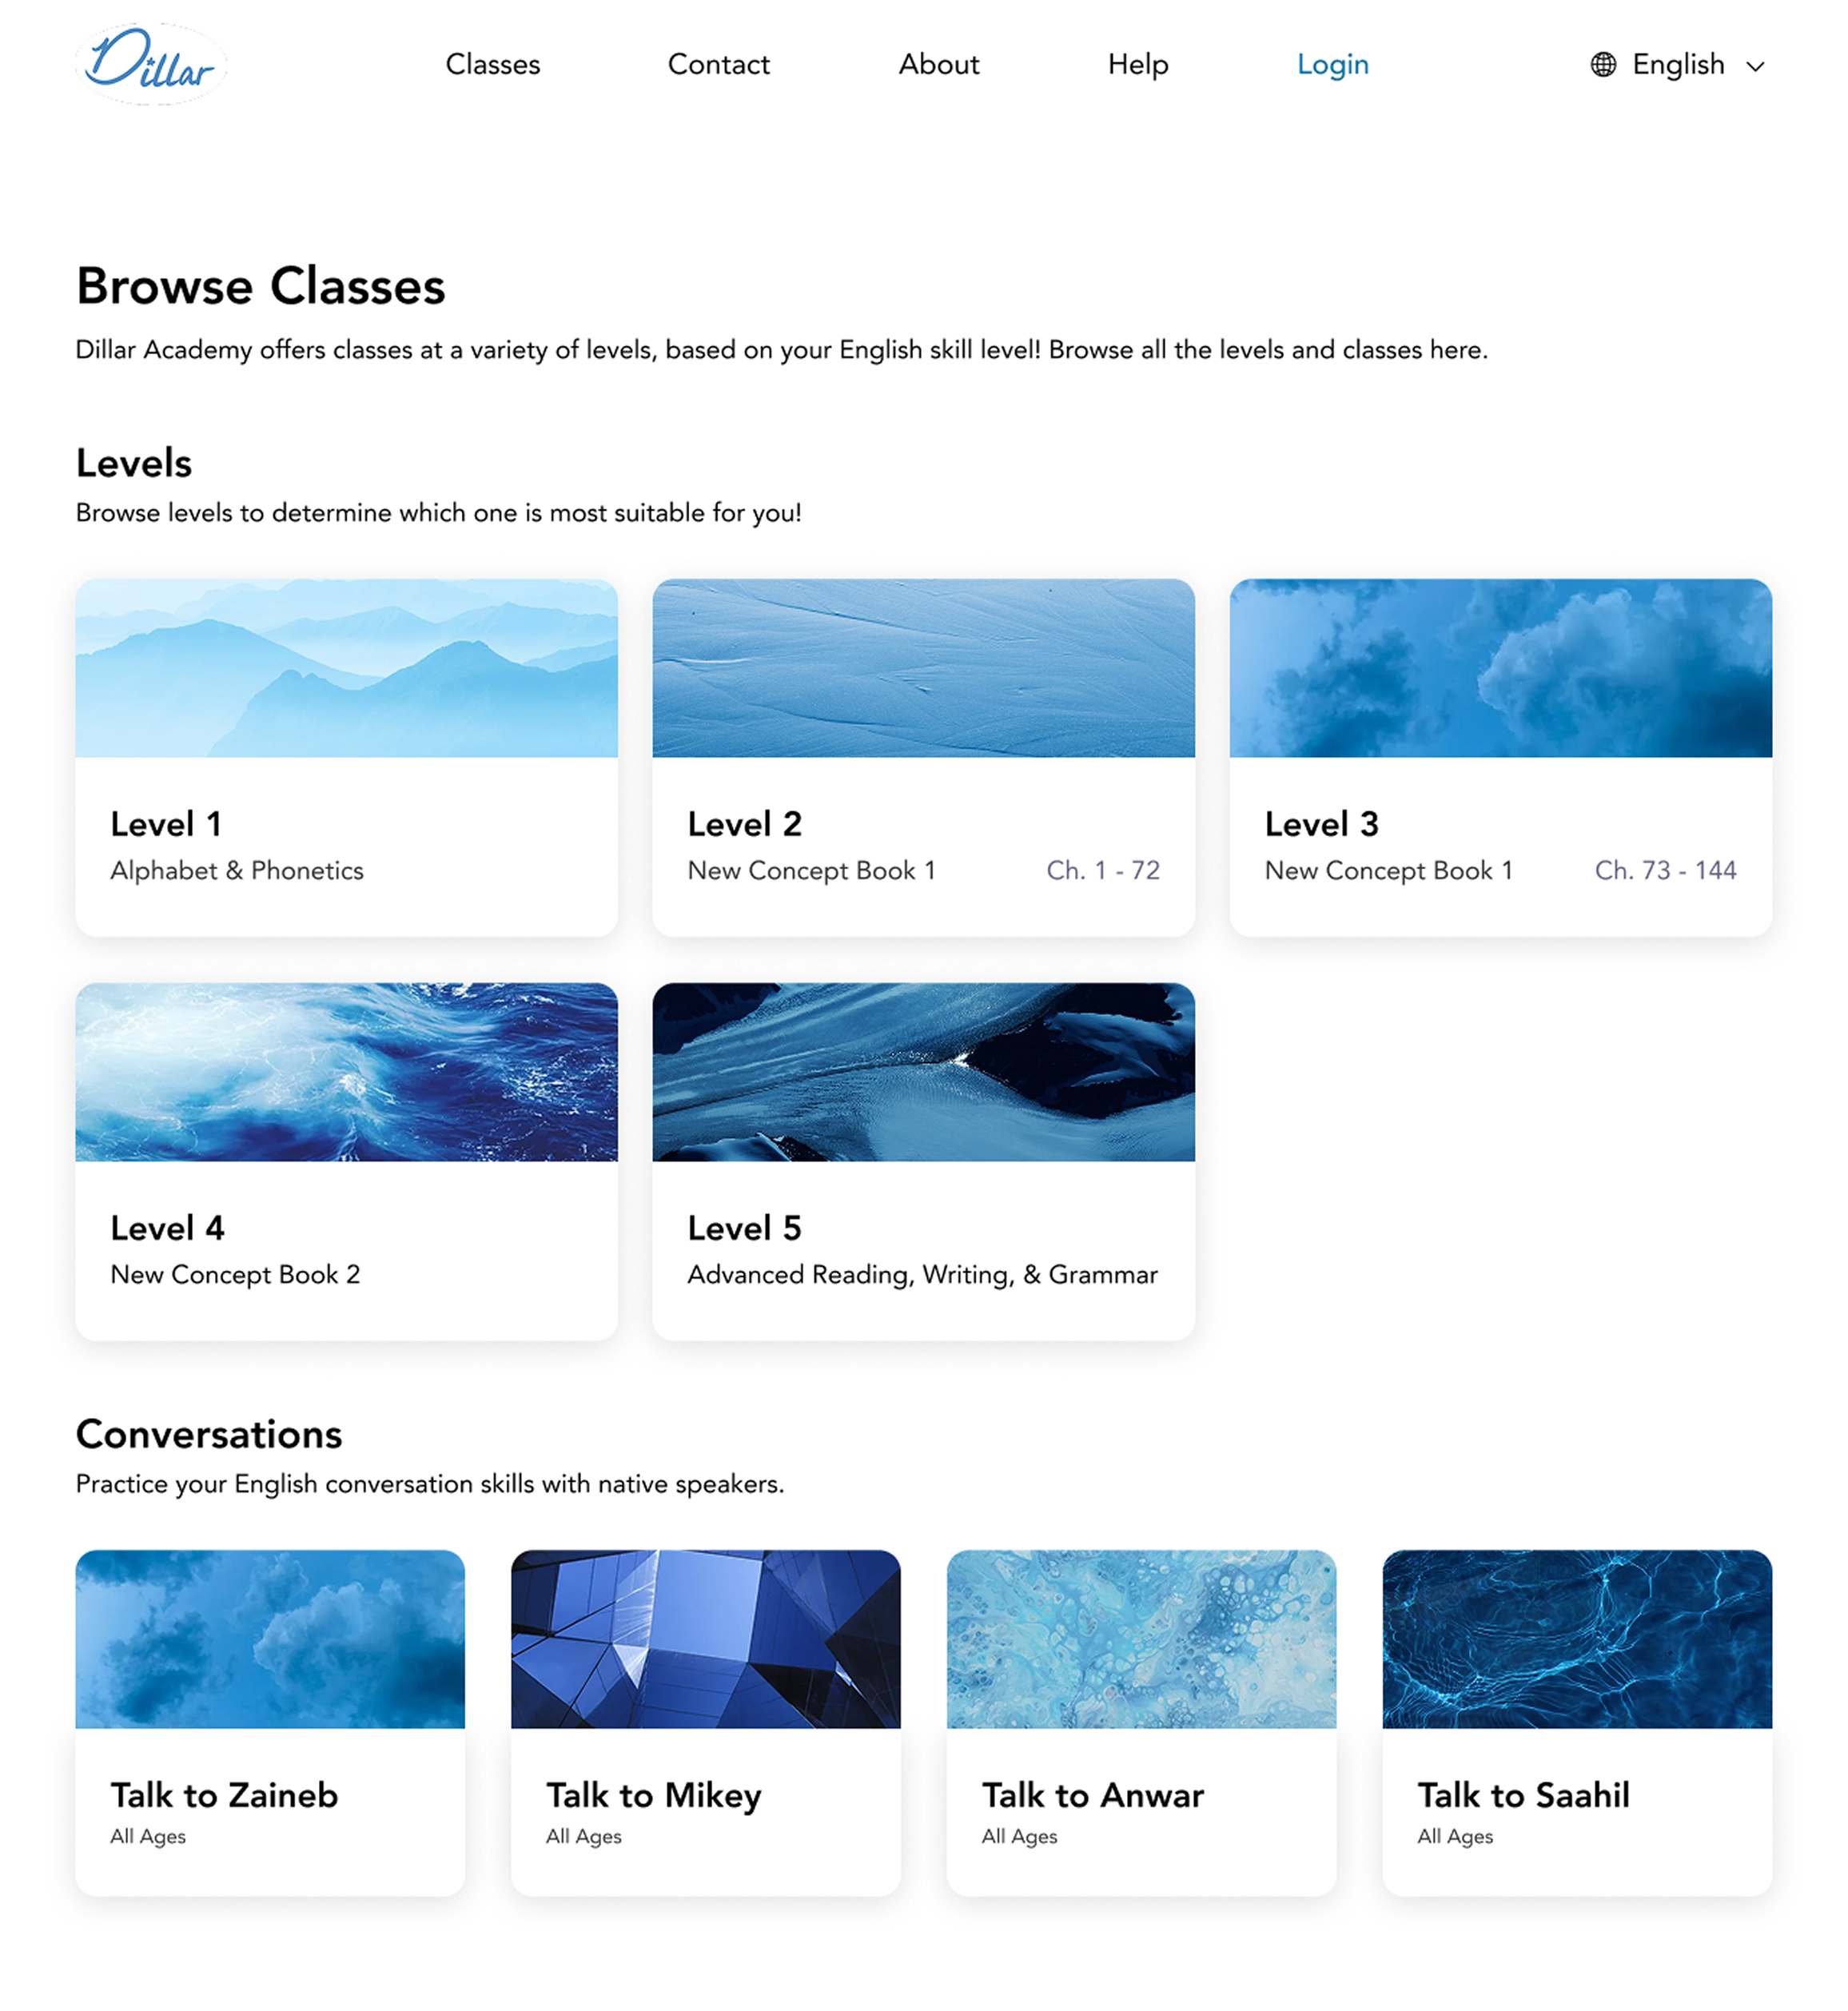 Dillar
Classes Contact About Help Login English
Browse Classes
Dillar Academy offers classes at a variety of levels, based on your English skill level! Browse all the levels and classes here.
Levels
Browse levels to determine which one is most suitable for you!
Level 1
Alphabet & Phonetics
Level 2
New Concept Book 1 Ch. 1 - 72
Level 3
New Concept Book 1 Ch. 73 - 144
Level 4
New Concept Book 2
Level 5
Advanced Reading, Writing, & Grammar
Conversations
Practice your English conversation skills with native speakers.
Talk to Zaineb
All Ages
Talk to Mikey
All Ages
Talk to Anwar
All Ages
Talk to Saahil
All Ages